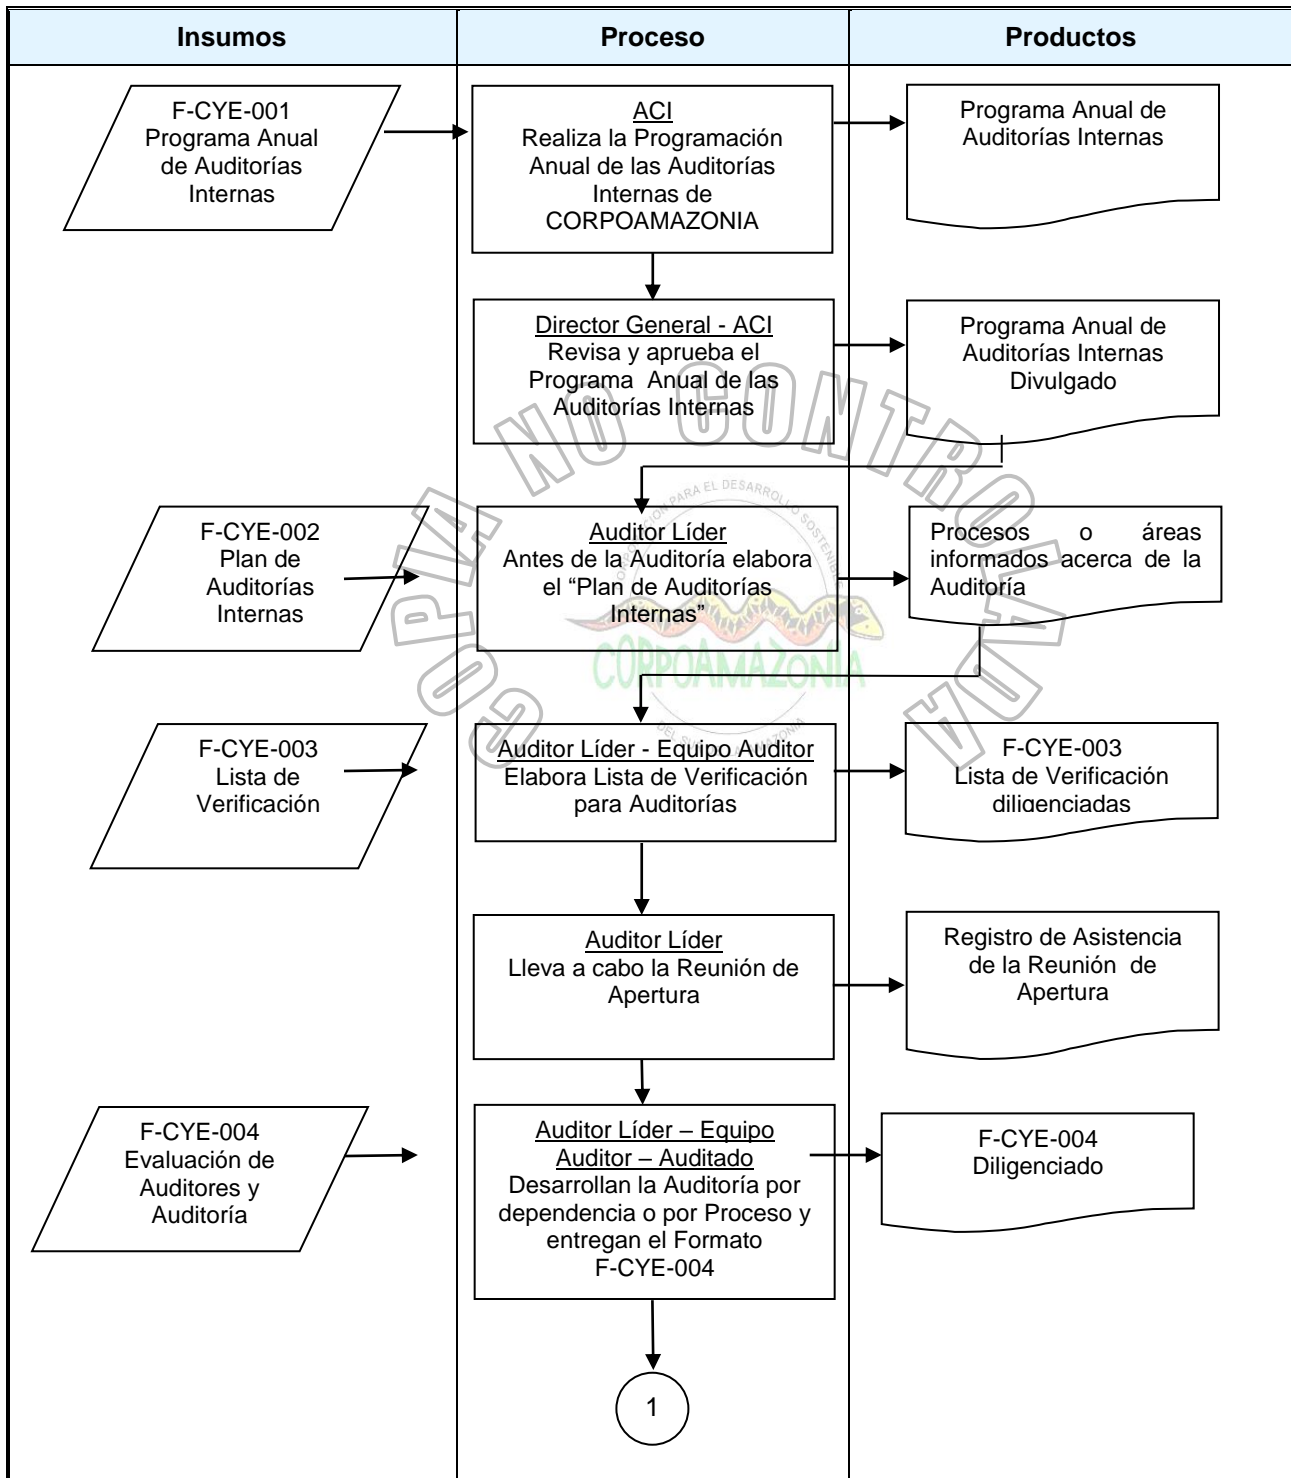 Insumos
Proceso
Productos
F-CYE-001
Programa Anual
de Auditorías
Internas
ACI
Realiza la Programación
Anual de las Auditorías
Internas de
CORPOAMAZONIA
Programa Anual de
Auditorías Internas
Director General - ACI
Revisa y aprueba el
Programa Anual de las
Auditorías Internas
Programa Anual de
Auditorías Internas
Divulgado
F-CYE-002
Plan de
Auditorías
Internas
Auditor Líder
Antes de la Auditoría elabora
el “Plan de Auditorías
Internas”
Procesos o áreas
informados acerca de la
Auditoría
F-CYE-003
Lista de
Verificación
Auditor Líder - Equipo Auditor
Elabora Lista de Verificación
para Auditorías
F-CYE-003
Lista de Verificación
diligenciadas
Auditor Líder
Lleva a cabo la Reunión de
Apertura
Registro de Asistencia
de la Reunión de
Apertura
F-CYE-004
Evaluación de
Auditores y
Auditoría
Auditor Líder – Equipo
Auditor – Auditado
Desarrollan la Auditoría por
dependencia o por Proceso y
entregan el Formato
F-CYE-004
F-CYE-004
Diligenciado
1
COPIA NO CONTROLADA
PARA EL DESARROLLO SOSTENIBLE
CORPOAMAZONIA